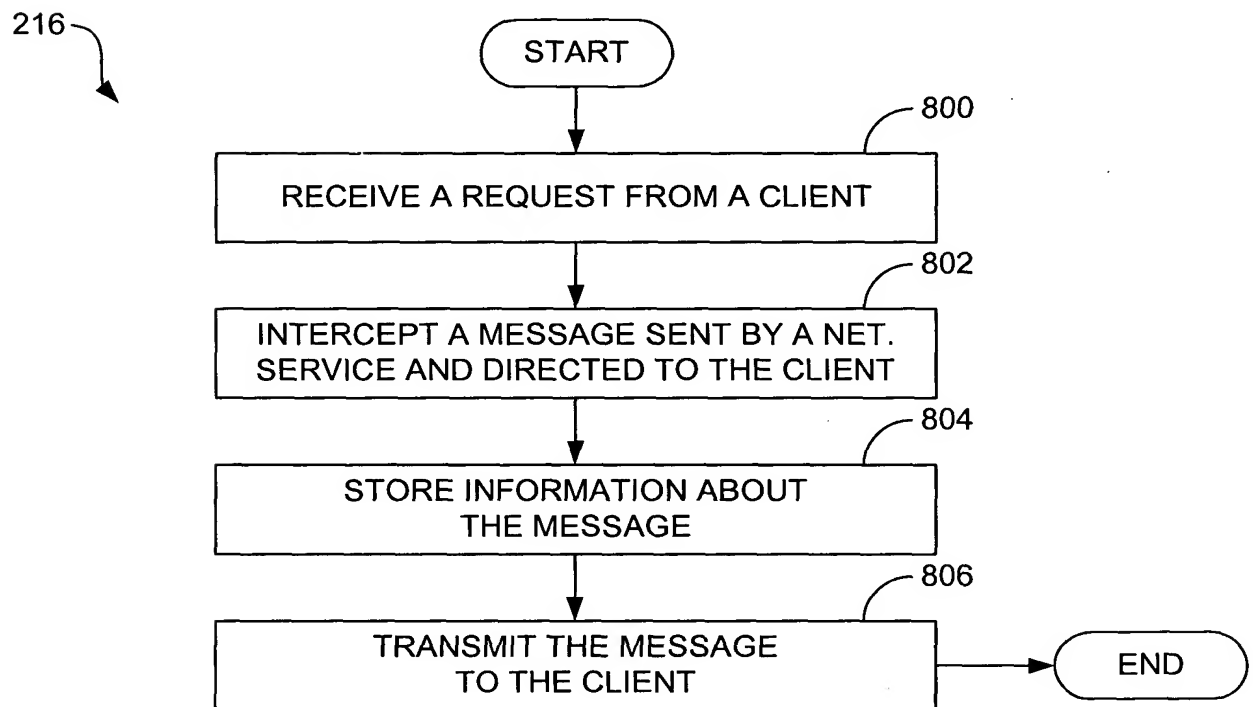 216
START
800
RECEIVE A REQUEST FROM A CLIENT
802
INTERCEPT A MESSAGE SENT BY A NET.
SERVICE AND DIRECTED TO THE CLIENT
804
STORE INFORMATION ABOUT
THE MESSAGE
806
TRANSMIT THE MESSAGE
TO THE CLIENT
END